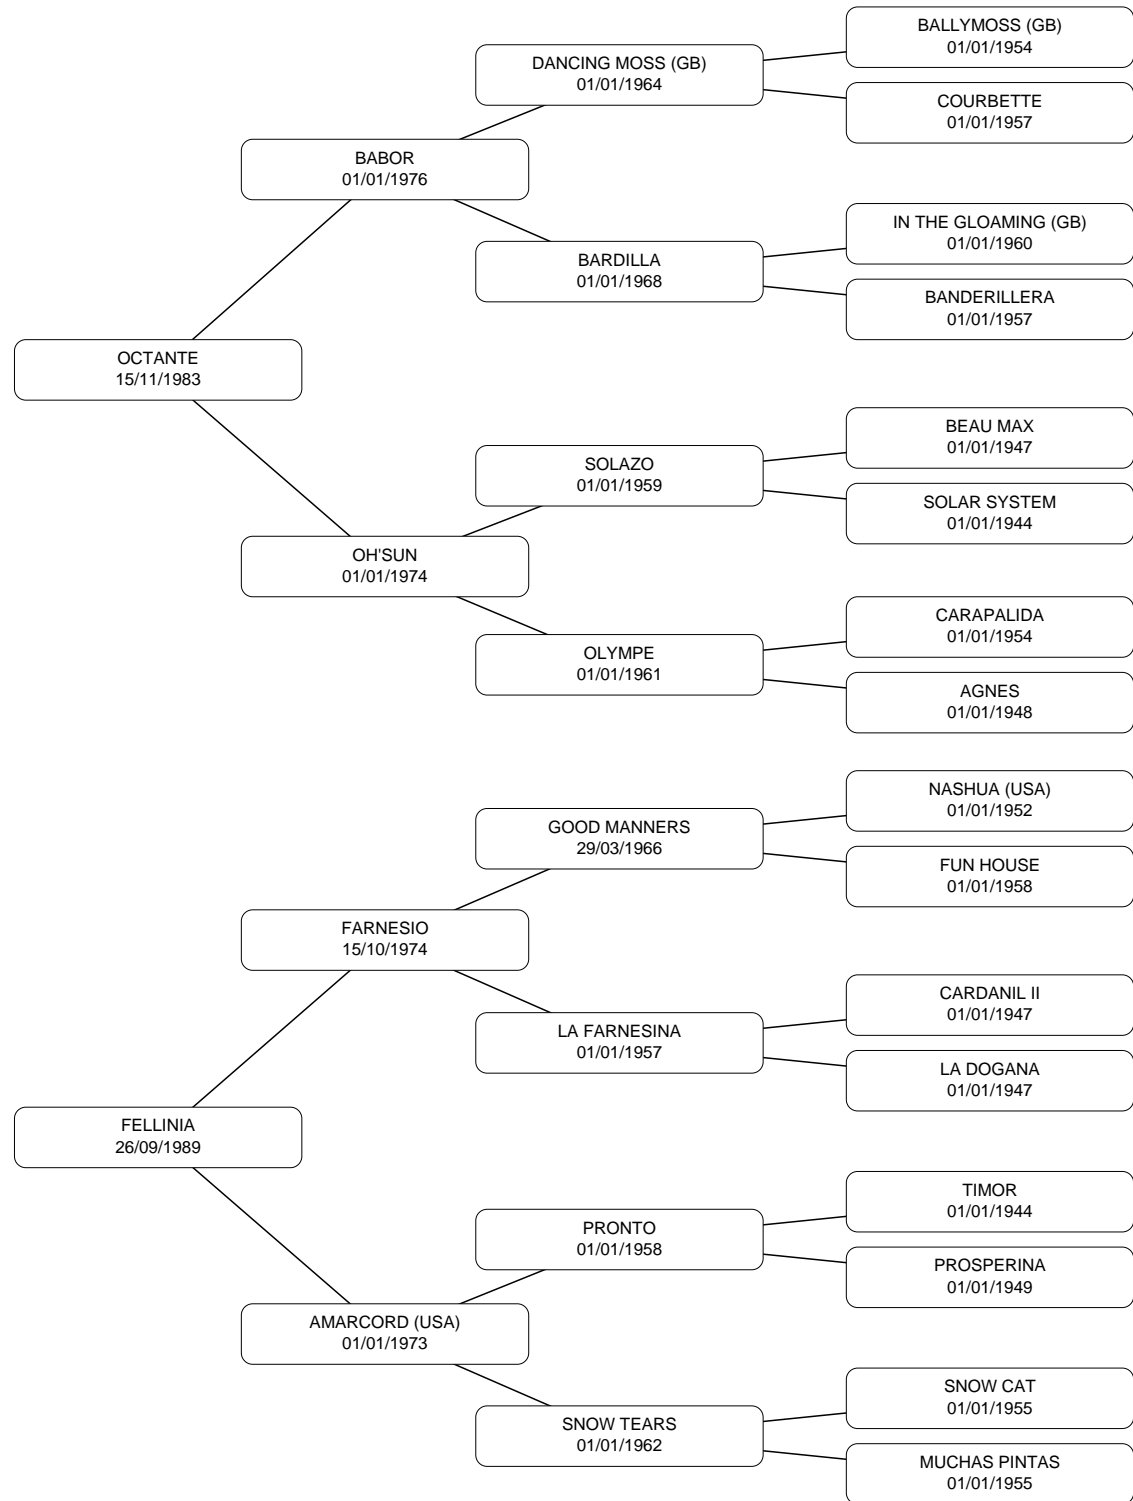 BALLYMOSS (GB)
01/01/1954
DANCING MOSS (GB)
01/01/1964
COURBETTE
01/01/1957
BABOR
01/01/1976
IN THE GLOAMING (GB)
01/01/1960
BARDILLA
01/01/1968
BANDERILLERA
01/01/1957
OCTANTE
15/11/1983
BEAU MAX
01/01/1947
SOLAZO
01/01/1959
SOLAR SYSTEM
01/01/1944
OH'SUN
01/01/1974
CARAPALIDA
01/01/1954
OLYMPE
01/01/1961
AGNES
01/01/1948
NASHUA (USA)
01/01/1952
GOOD MANNERS
29/03/1966
FUN HOUSE
01/01/1958
FARNESIO
15/10/1974
CARDANIL II
01/01/1947
LA FARNESINA
01/01/1957
LA DOGANA
01/01/1947
FELLINIA
26/09/1989
TIMOR
01/01/1944
PRONTO
01/01/1958
PROSPERINA
01/01/1949
AMARCORD (USA)
01/01/1973
SNOW CAT
01/01/1955
SNOW TEARS
01/01/1962
MUCHAS PINTAS
01/01/1955